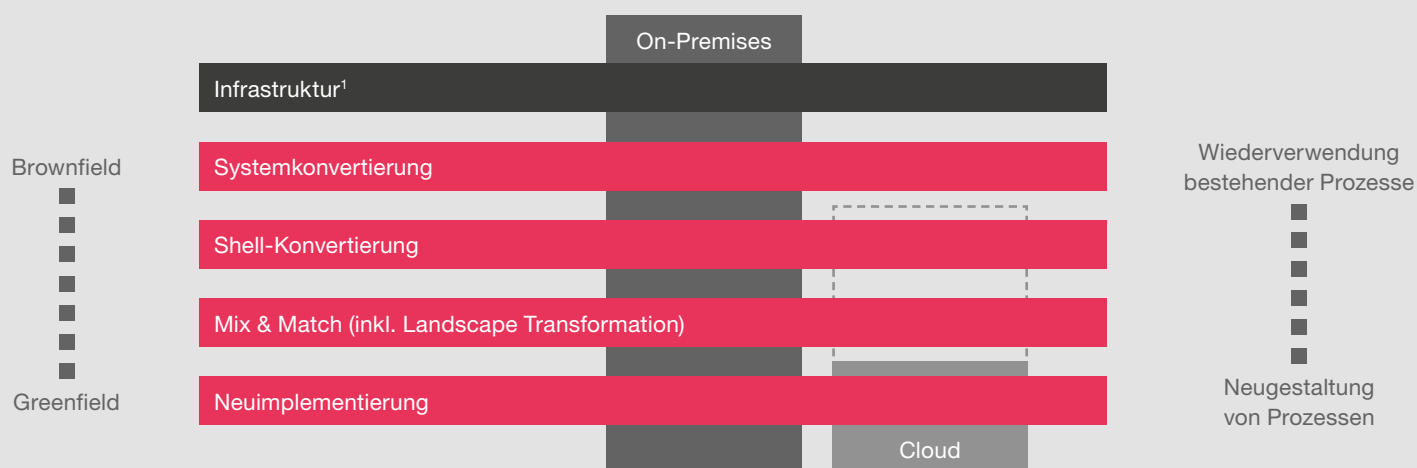 On-Premises
Infrastruktur¹
Brownfield
Systemkonvertierung
Wiederverwendung
bestehender Prozesse
Shell-Konvertierung
Mix & Match (inkl. Landscape Transformation)
Greenfield
Neuimplementierung
Neugestaltung
von Prozessen
Cloud